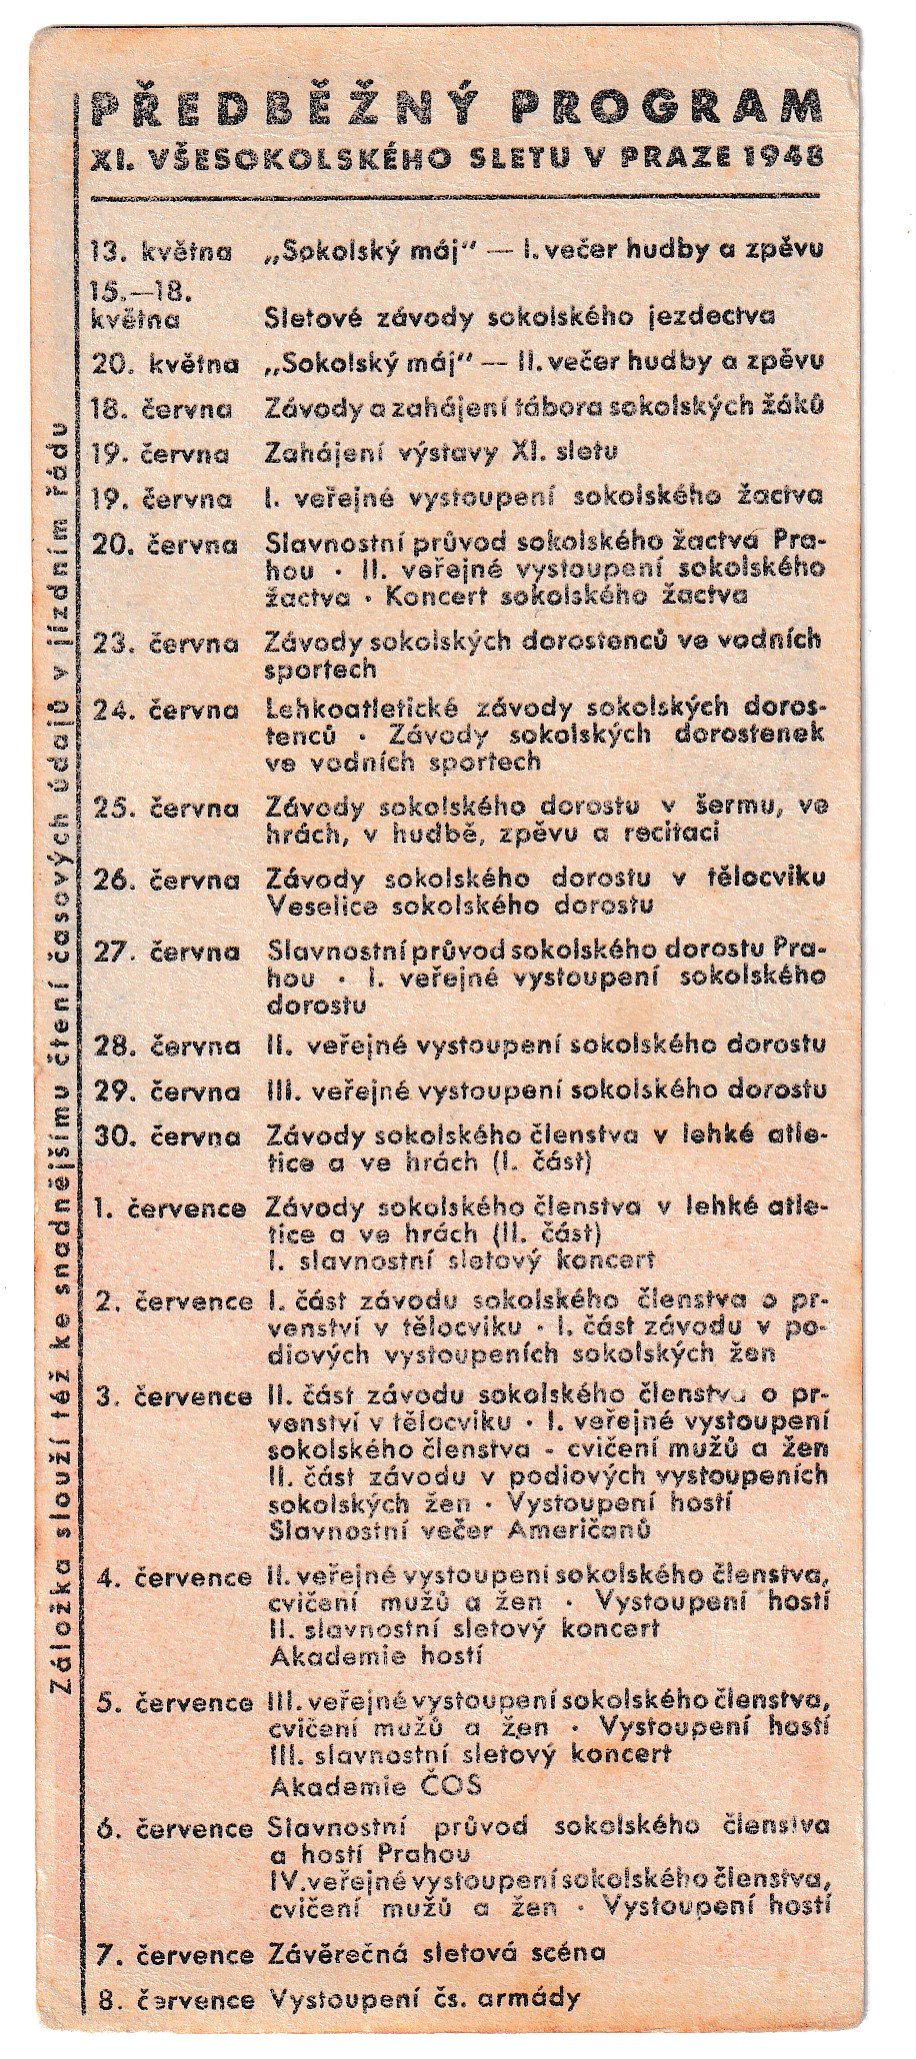 PŘEDBĚŽNÝ PROGRAM
XI. VŠESOKOLSKÉHO SLETU V PRAZE 1948
13. května „Sokolský máj“ — I. večer hudby a zpěvu
15.—18.
května Sletové závody sokolského jezdectva
20. května „Sokolský máj“ — II. večer hudby a zpěvu
18. června Závody a zahájení tábora sokolských žáků
19. června Zahájení výstavy XI. sletu
19. června I. veřejné vystoupení sokolského žactva
20. června Slavnostní průvod sokolského žactva Pra-
hou · II. veřejné vystoupení sokolského
žactva · Koncert sokolského žactva
23. června Závody sokolských dorostenců ve vodních
sportech
24. června Lehkoatletické závody sokolských doros-
tenců · Závody sokolských dorostenek
ve vodních sportech
25. června Závody sokolského dorostu v šermu, ve
hrách, v hudbě, zpěvu a recitaci
26. června Závody sokolského dorostu v tělocviku
Veselice sokolského dorostu
27. června Slavnostní průvod sokolského dorostu Pra-
hou · I. veřejné vystoupení sokolského
dorostu
28. června II. veřejné vystoupení sokolského dorostu
29. června III. veřejné vystoupení sokolského dorostu
30. června Závody sokolského členstva v lehké atle-
tice a ve hrách (I. část)
1. července Závody sokolského členstva v lehké atle-
tice a ve hrách (II. část)
I. slavnostní sletový koncert
2. července I. část závodu sokolského členstva o pr-
venství v tělocviku · I. část závodu v po-
diových vystoupeních sokolských žen
3. července II. část závodu sokolského členstva o pr-
venství v tělocviku · I. veřejné vystoupení
sokolského členstva - cvičení mužů a žen
II. část závodu v podiových vystoupeních
sokolských žen · Vystoupení hostí
Slavnostní večer Američanů
4. července II. veřejné vystoupení sokolského členstva,
cvičení mužů a žen · Vystoupení hostí
II. slavnostní sletový koncert
Akademie hostí
5. července III. veřejné vystoupení sokolského členstva,
cvičení mužů a žen · Vystoupení hostí
III. slavnostní sletový koncert
Akademie ČOS
6. července Slavnostní průvod sokolského členstva
a hostí Prahou
IV. veřejné vystoupení sokolského členstva,
cvičení mužů a žen · Vystoupení hostí
7. července Závěrečná sletová scéna
8. července Vystoupení čs. armády
Záložka slouží též ke snadnějšímu čtení časových údajů v jízdním řádu